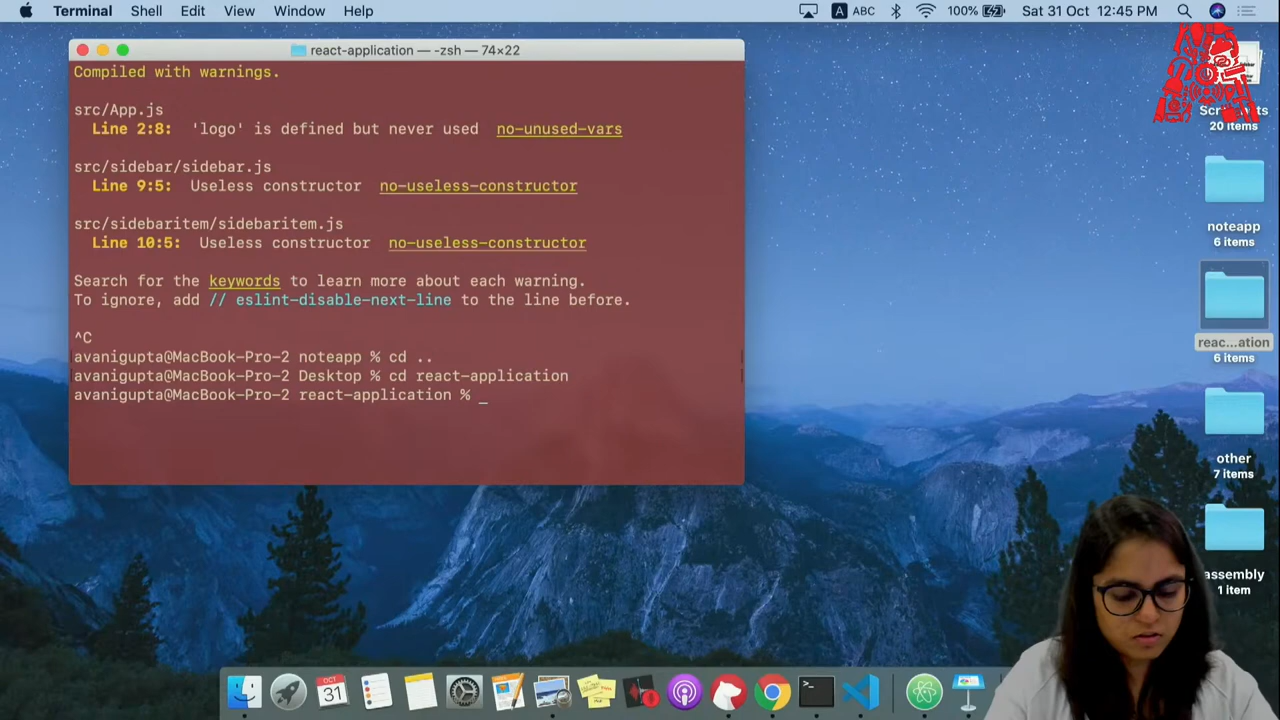 Terminal Shell Edit View Window Help A ABC 100% Sat 31 Oct 12:45 PM
react-application — -zsh — 74×22
Compiled with warnings.
src/App.js
Line 2:8: 'logo' is defined but never used no-unused-vars
src/sidebar/sidebar.js
Line 9:5: Useless constructor no-useless-constructor
src/sidebaritem/sidebaritem.js
Line 10:5: Useless constructor no-useless-constructor
Search for the keywords to learn more about each warning.
To ignore, add // eslint-disable-next-line to the line before.
^C
avanigupta@MacBook-Pro-2 noteapp % cd ..
avanigupta@MacBook-Pro-2 Desktop % cd react-application
avanigupta@MacBook-Pro-2 react-application % _
20 items
noteapp
6 items
reac...ation
6 items
other
7 items
assembly
1 item
OCT
31